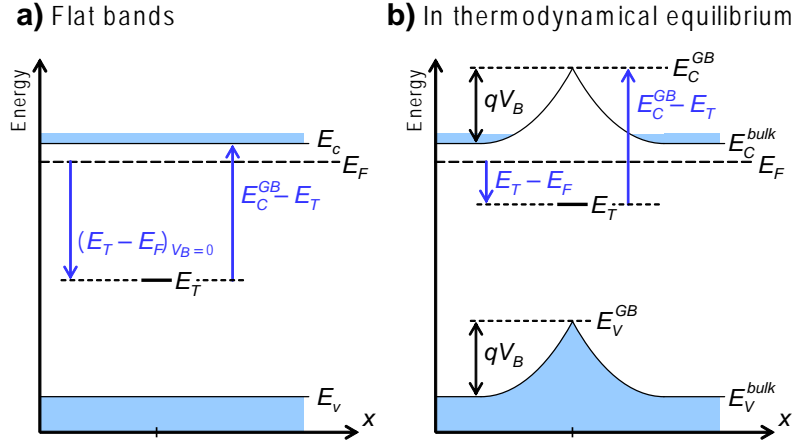 a) Flat bands
Energy
E_c
E_F
(E_T − E_F)_{V_B=0}
E_C^{GB} − E_T
E_T
E_v
x
b) In thermodynamical equilibrium
Energy
E_C^{GB}
qV_B
E_C^{GB} − E_T
E_C^{bulk}
E_F
E_T − E_F
E_T
E_V^{GB}
qV_B
E_V^{bulk}
x